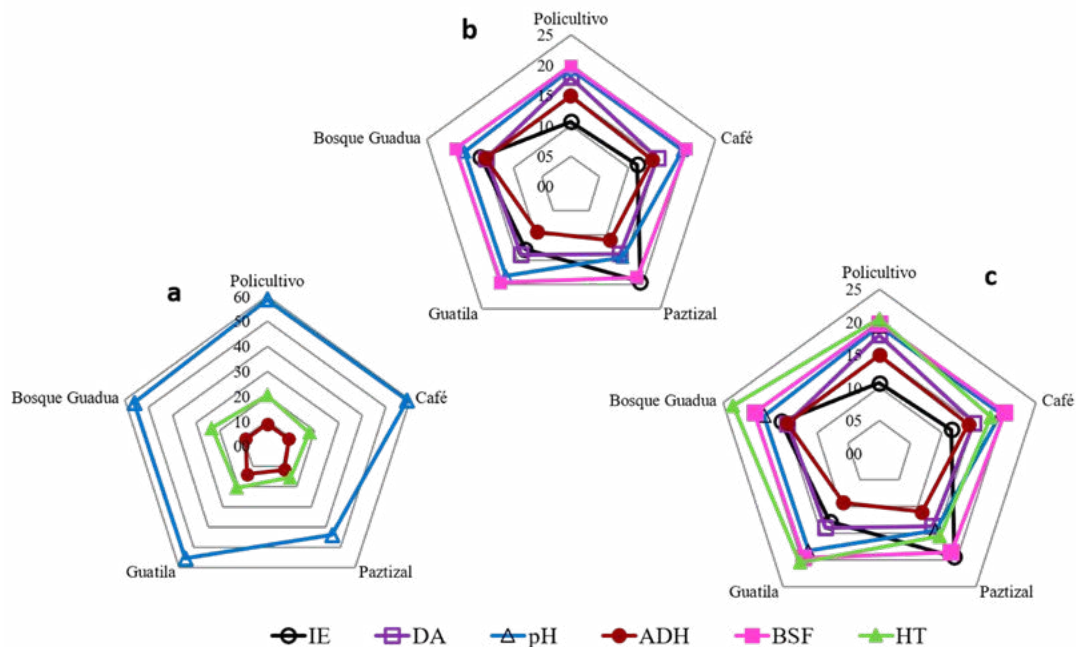 b
Policultivo
25
20
15
10
05
00
Bosque Guadua
Café
Guatila
Paztizal
a
Policultivo
60
50
40
30
20
10
00
Bosque Guadua
Café
Guatila
Paztizal
c
Policultivo
25
20
15
10
05
00
Bosque Guadua
Café
Guatila
Paztizal
IE DA pH ADH BSF HT